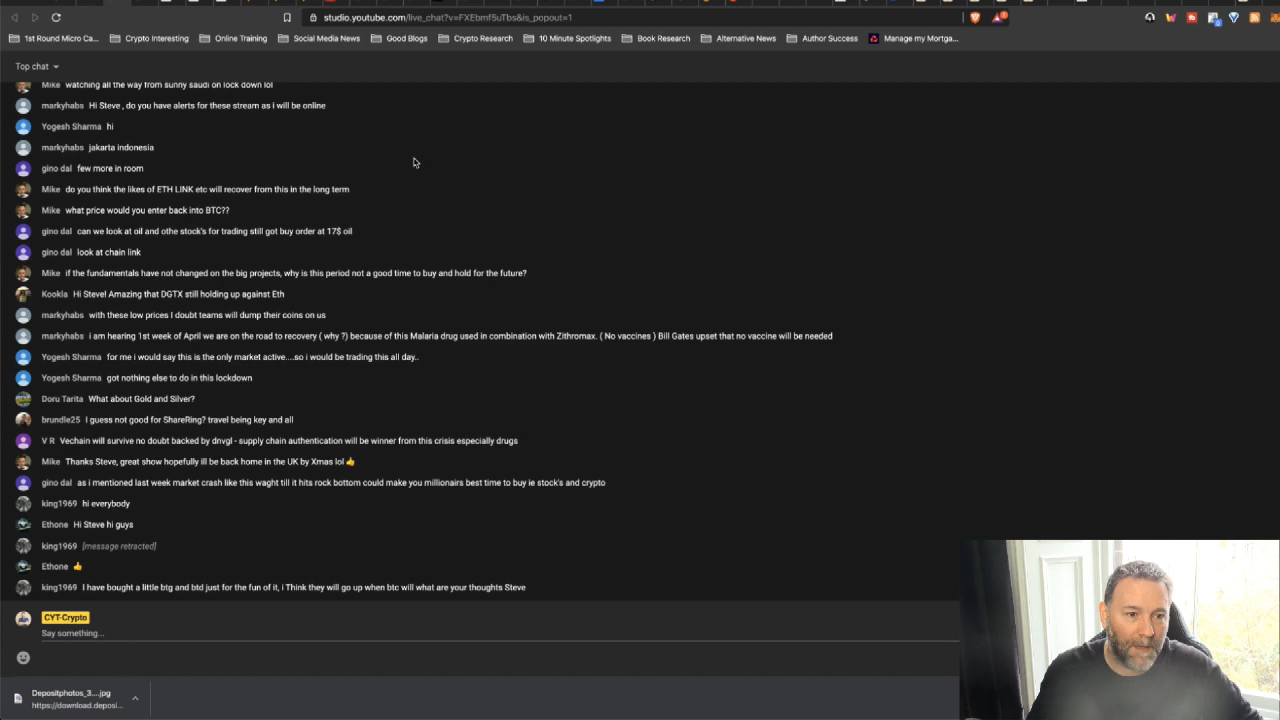 studio.youtube.com/live_chat?v=FXEbmf5uTbs&is_popout=1
1st Round Micro Ca... Crypto Interesting Online Training Social Media News Good Blogs Crypto Research 10 Minute Spotlights Book Research Alternative News Author Success Manage my Mortga...
Top chat
Mike watching all the way from sunny saudi on lock down lol
markyhabs Hi Steve , do you have alerts for these stream as i will be online
Yogesh Sharma hi
markyhabs jakarta indonesia
gino dal few more in room
Mike do you think the likes of ETH LINK etc will recover from this in the long term
Mike what price would you enter back into BTC??
gino dal can we look at oil and othe stock's for trading still got buy order at 17$ oil
gino dal look at chain link
Mike if the fundamentals have not changed on the big projects, why is this period not a good time to buy and hold for the future?
Kookla Hi Steve! Amazing that DGTX still holding up against Eth
markyhabs with these low prices I doubt teams will dump their coins on us
markyhabs i am hearing 1st week of April we are on the road to recovery ( why ?) because of this Malaria drug used in combination with Zithromax. ( No vaccines ) Bill Gates upset that no vaccine will be needed
Yogesh Sharma for me i would say this is the only market active....so i would be trading this all day..
Yogesh Sharma got nothing else to do in this lockdown
Doru Tarita What about Gold and Silver?
brundle25 I guess not good for ShareRing? travel being key and all
V R Vechain will survive no doubt backed by dnvgl - supply chain authentication will be winner from this crisis especially drugs
Mike Thanks Steve, great show hopefully ill be back home in the UK by Xmas lol 👍
gino dal as i mentioned last week market crash like this waght till it hits rock bottom could make you millionairs best time to buy ie stock's and crypto
king1969 hi everybody
Ethone Hi Steve hi guys
king1969 [message retracted]
Ethone 👍
king1969 I have bought a little btg and btd just for the fun of it, i Think they will go up when btc will what are your thoughts Steve
CYT-Crypto
Say something...
Depositphotos_3....jpg
https://download.deposi...